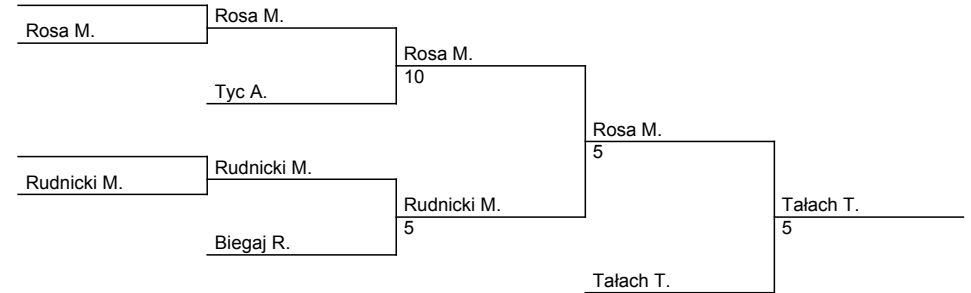 Rosa M.
Rosa M.
Rosa M.
10
Tyc A.
Rosa M.
5
Rudnicki M.
Rudnicki M.
Rudnicki M.
5
Tałach T.
5
Biegaj R.
Tałach T.